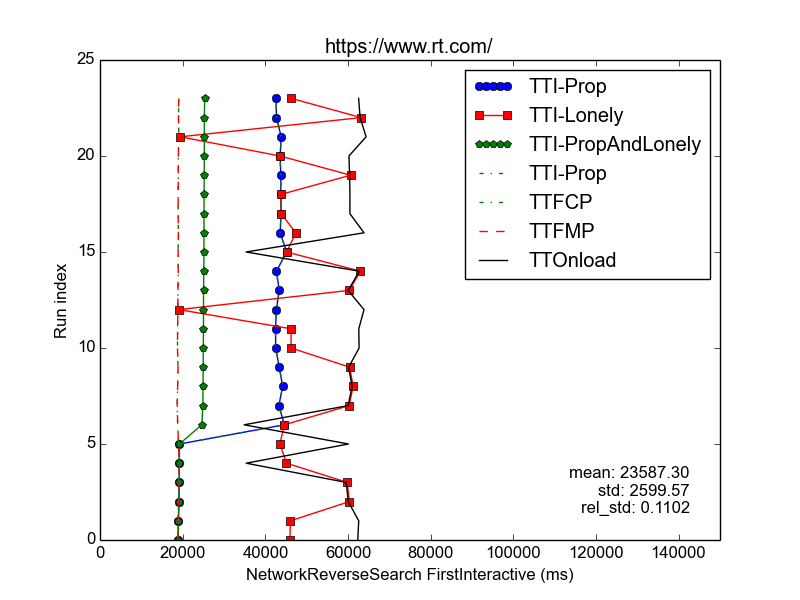 https://www.rt.com/
25
20
15
10
5
0
Run index
TTI-Prop
TTI-Lonely
TTI-PropAndLonely
TTI-Prop
TTFCP
TTFMP
TTOnload
mean: 23587.30
std: 2599.57
rel_std: 0.1102
0 20000 40000 60000 80000 100000 120000 140000
NetworkReverseSearch FirstInteractive (ms)